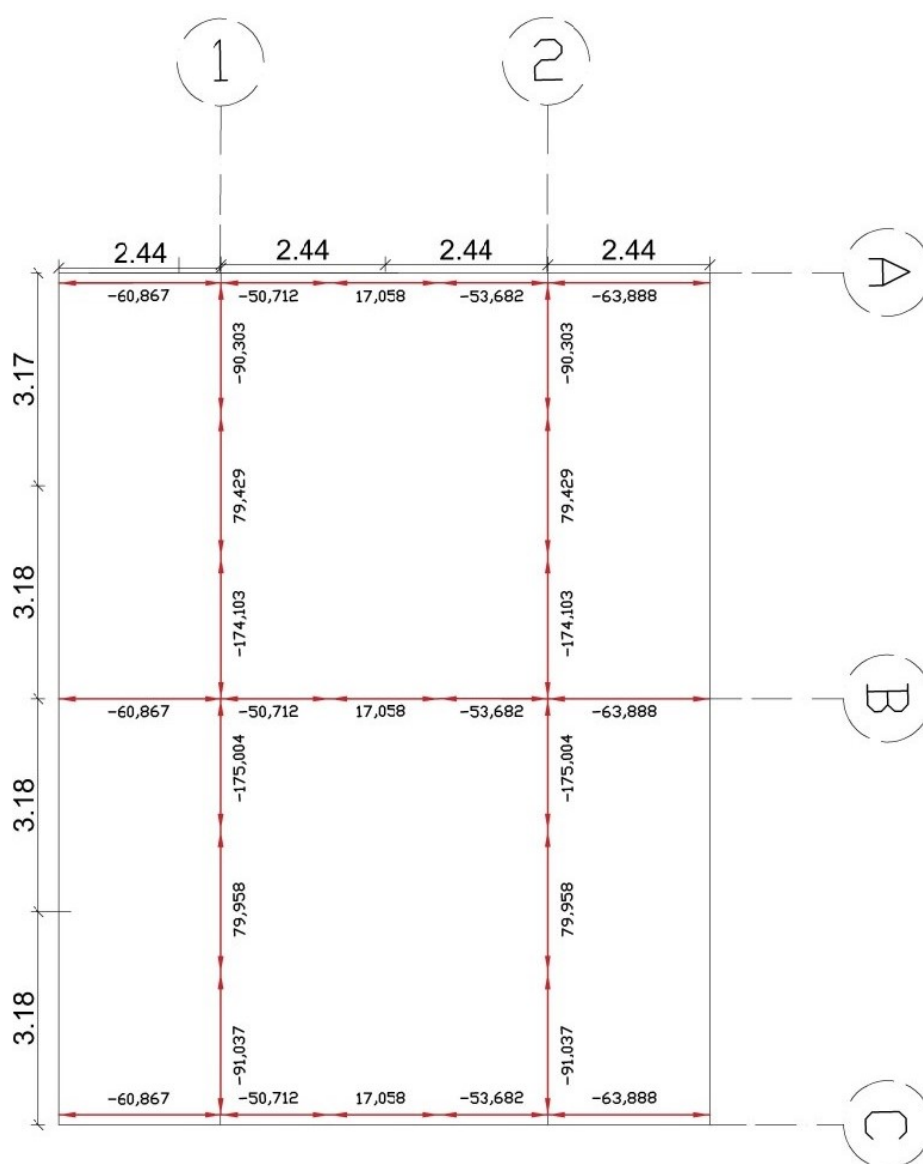 1 2
2.44 2.44 2.44 2.44
A
-60,867 -50,712 17,058 -53,682 -63,888
-90,303 -90,303
3.17
79,429 79,429
3.18
-174,103 -174,103
B
-60,867 -50,712 17,058 -53,682 -63,888
-175,004 -175,004
3.18
79,958 79,958
3.18
-91,037 -91,037
-60,867 -50,712 17,058 -53,682 -63,888
C